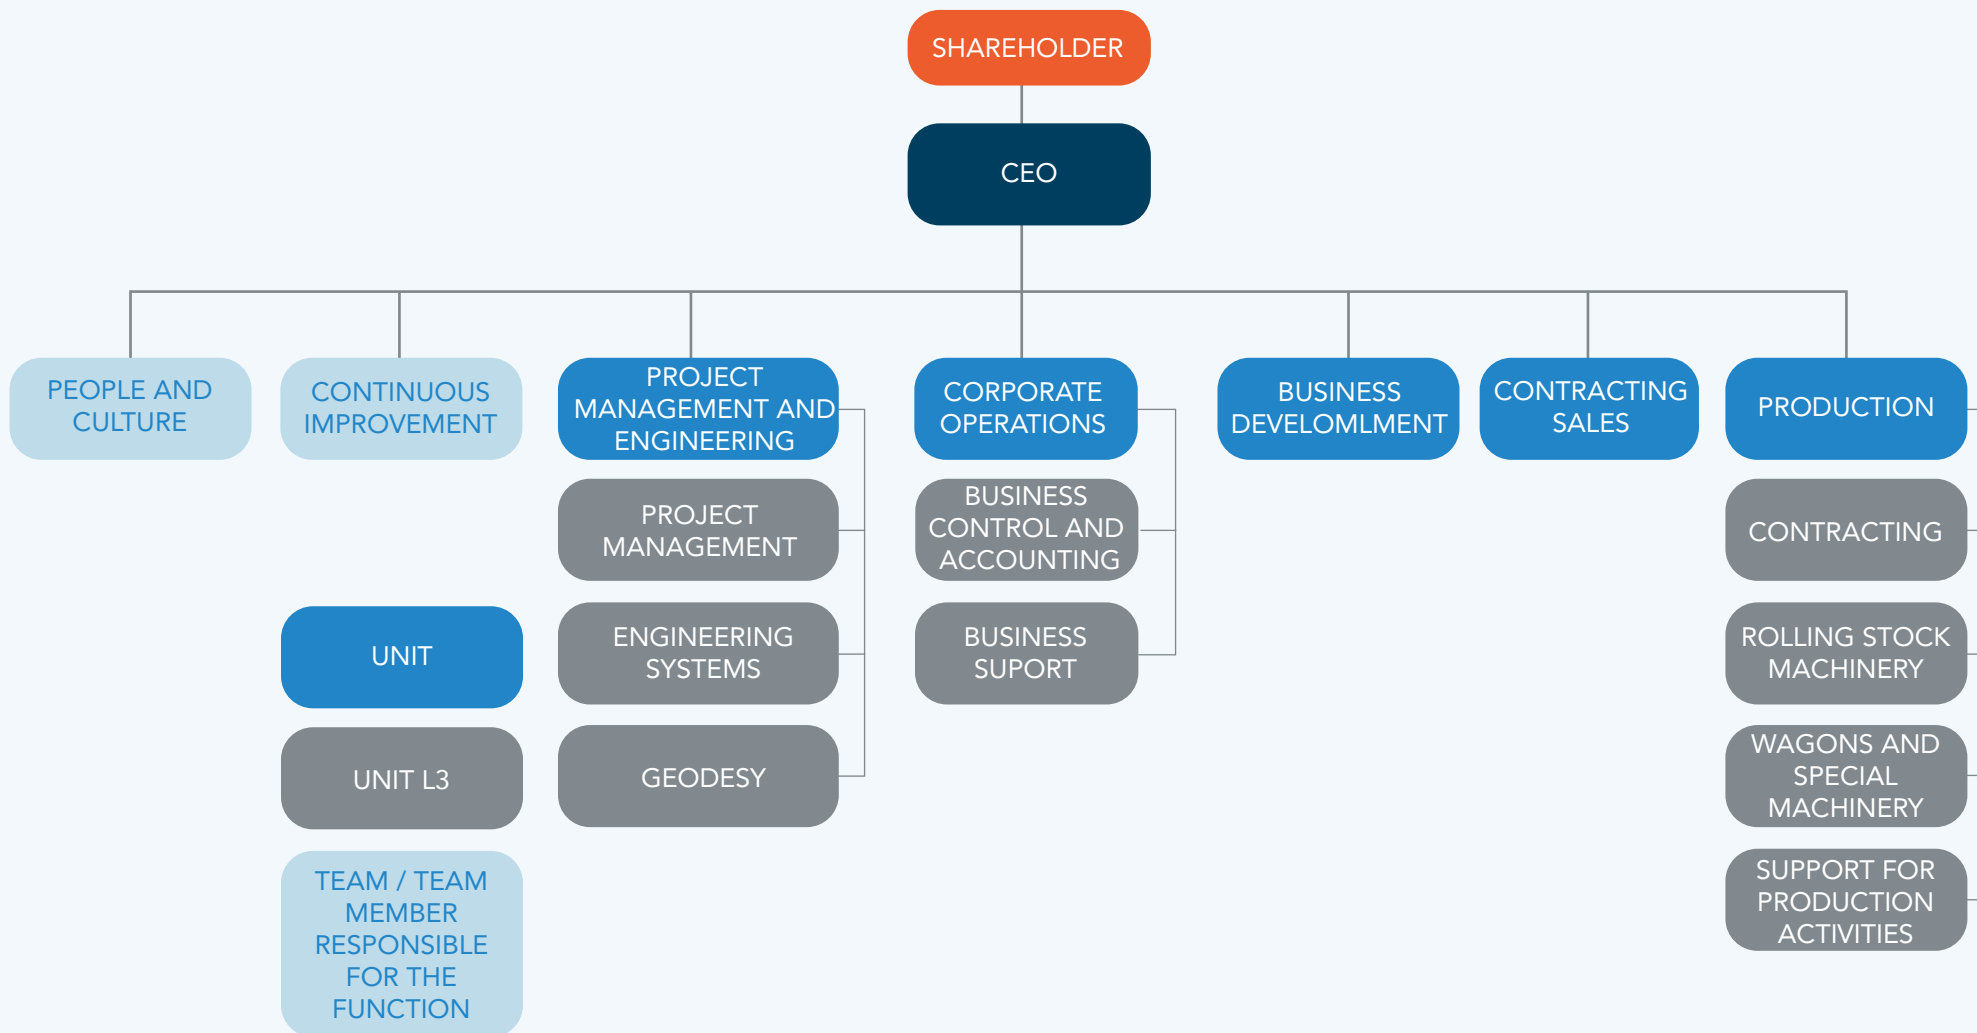 SHAREHOLDER
CEO
PEOPLE AND
CULTURE
CONTINUOUS
IMPROVEMENT
PROJECT
MANAGEMENT AND
ENGINEERING
CORPORATE
OPERATIONS
BUSINESS
DEVELOMLMENT
CONTRACTING
SALES
PRODUCTION
PROJECT
MANAGEMENT
BUSINESS
CONTROL AND
ACCOUNTING
CONTRACTING
UNIT
ENGINEERING
SYSTEMS
BUSINESS
SUPORT
ROLLING STOCK
MACHINERY
UNIT L3
GEODESY
WAGONS AND
SPECIAL
MACHINERY
TEAM / TEAM
MEMBER
RESPONSIBLE
FOR THE
FUNCTION
SUPPORT FOR
PRODUCTION
ACTIVITIES